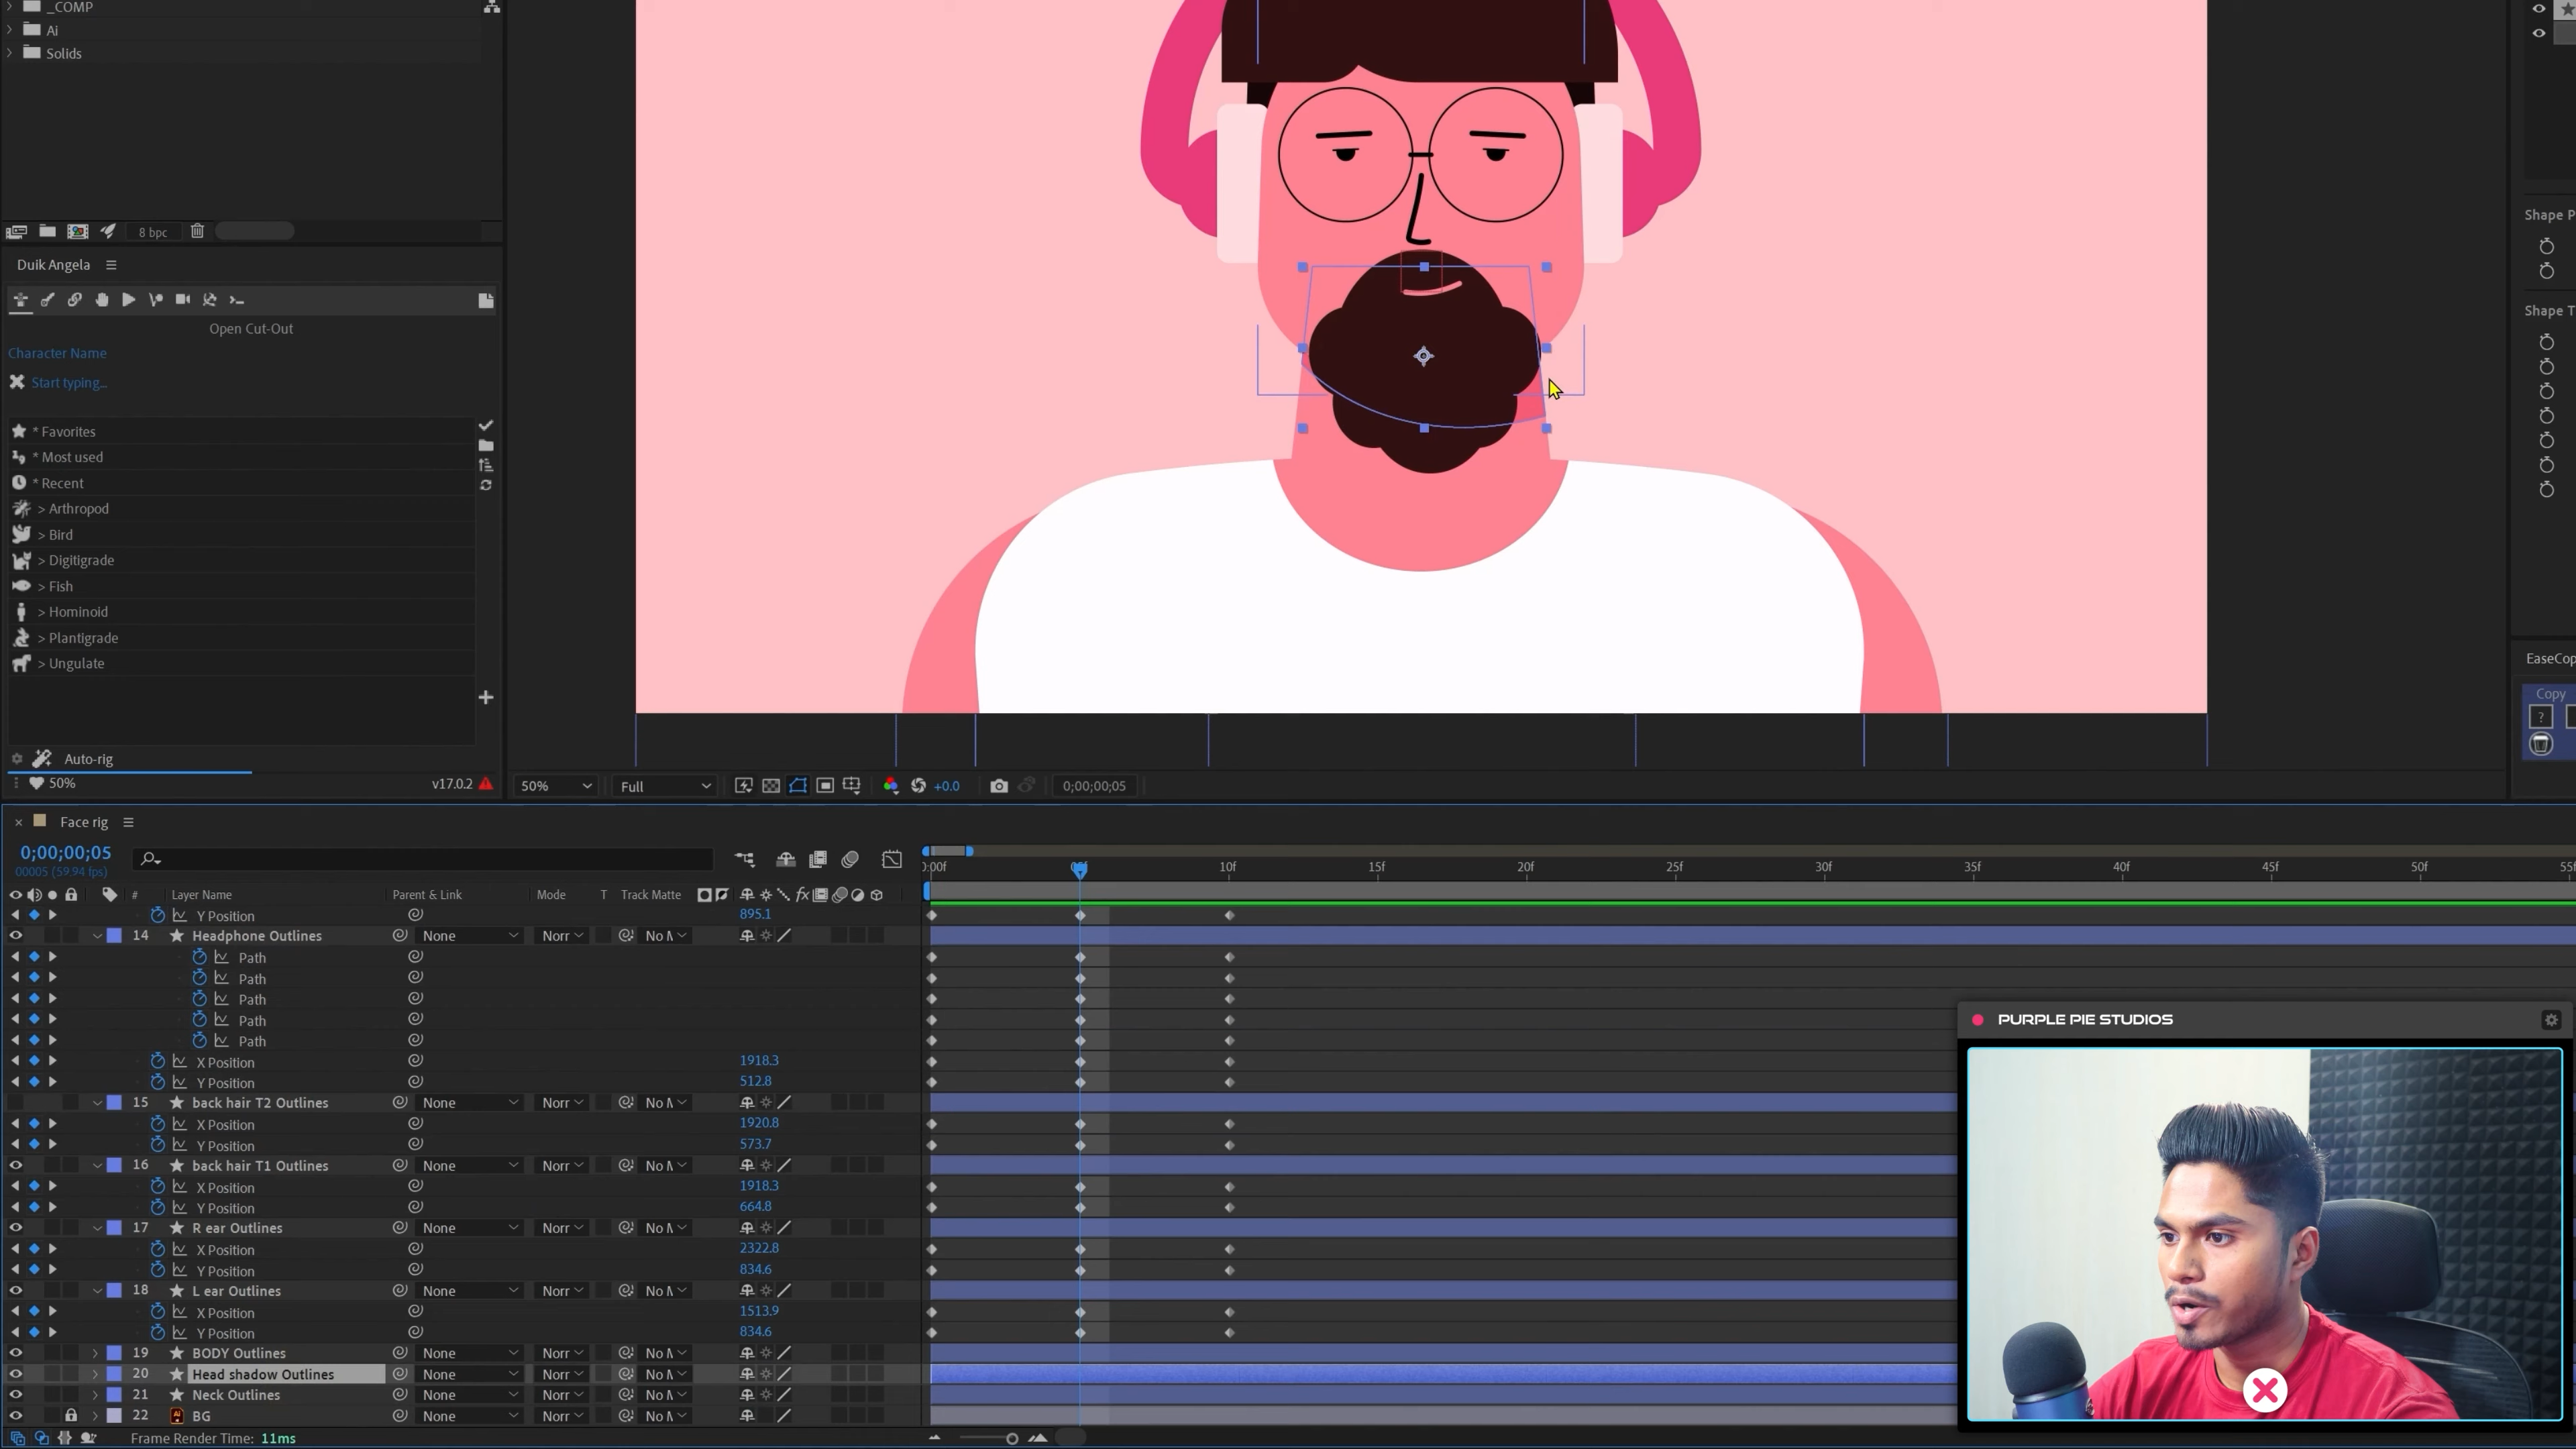 _COMP
Ai
Solids
8 bpc
Duik Angela
Open Cut-Out
Character Name
Start typing...
* Favorites
* Most used
* Recent
> Arthropod
> Bird
> Digitigrade
> Fish
> Hominoid
> Plantigrade
> Ungulate
Auto-rig
50%
v17.0.2
50%
Full
+0.0
0;00;00;05
Shape P
Shape T
EaseCop
Copy
?
Face rig
0;00;00;05
00005 (59.94 fps)
0:00f 05f 10f 15f 20f 25f 30f 35f 40f 45f 50f 55f
# Layer Name Parent & Link Mode T Track Matte
Y Position 895.1
14 Headphone Outlines None Norr No
Path
Path
Path
Path
Path
X Position 1918.3
Y Position 512.8
15 back hair T2 Outlines None Norr No
X Position 1920.8
Y Position 573.7
16 back hair T1 Outlines None Norr No
X Position 1918.3
Y Position 664.8
17 R ear Outlines None Norr No
X Position 2322.8
Y Position 834.6
18 L ear Outlines None Norr No
X Position 1513.9
Y Position 834.6
19 BODY Outlines None Norr No
20 Head shadow Outlines None Norr No
21 Neck Outlines None Norr No
22 Ai BG None Norr No
Frame Render Time: 11ms
PURPLE PIE STUDIOS